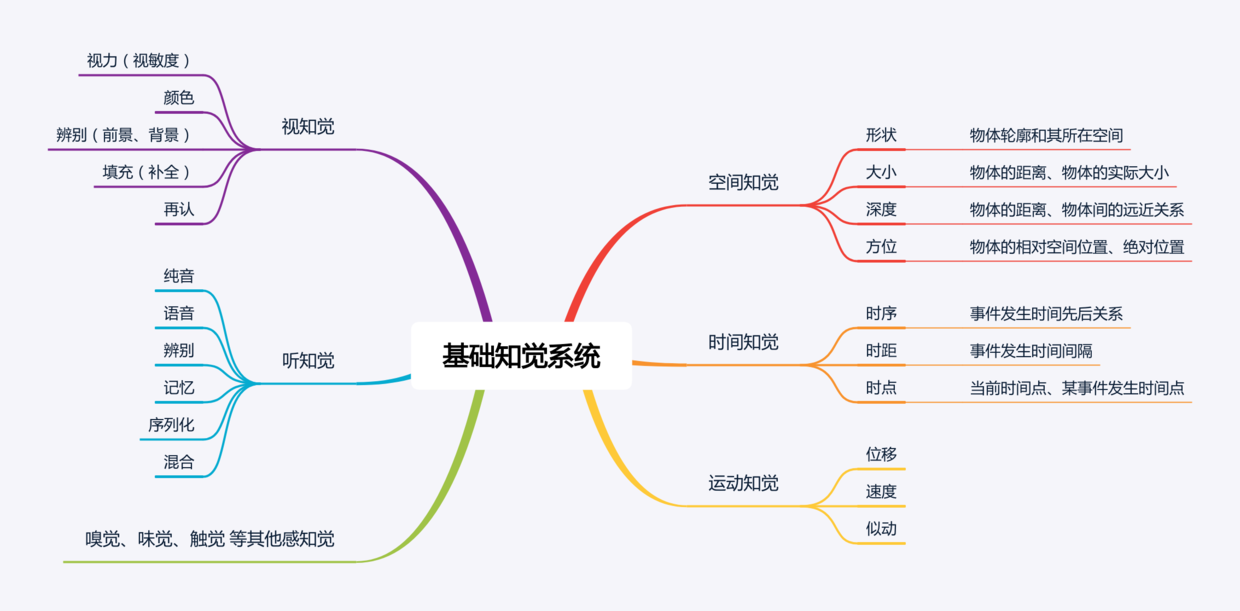 基础知觉系统
视知觉
视力（视敏度）
颜色
辨别（前景、背景）
填充（补全）
再认
听知觉
纯音
语音
辨别
记忆
序列化
混合
嗅觉、味觉、触觉 等其他感知觉
空间知觉
形状 物体轮廓和其所在空间
大小 物体的距离、物体的实际大小
深度 物体的距离、物体间的远近关系
方位 物体的相对空间位置、绝对位置
时间知觉
时序 事件发生时间先后关系
时距 事件发生时间间隔
时点 当前时间点、某事件发生时间点
运动知觉
位移
速度
似动